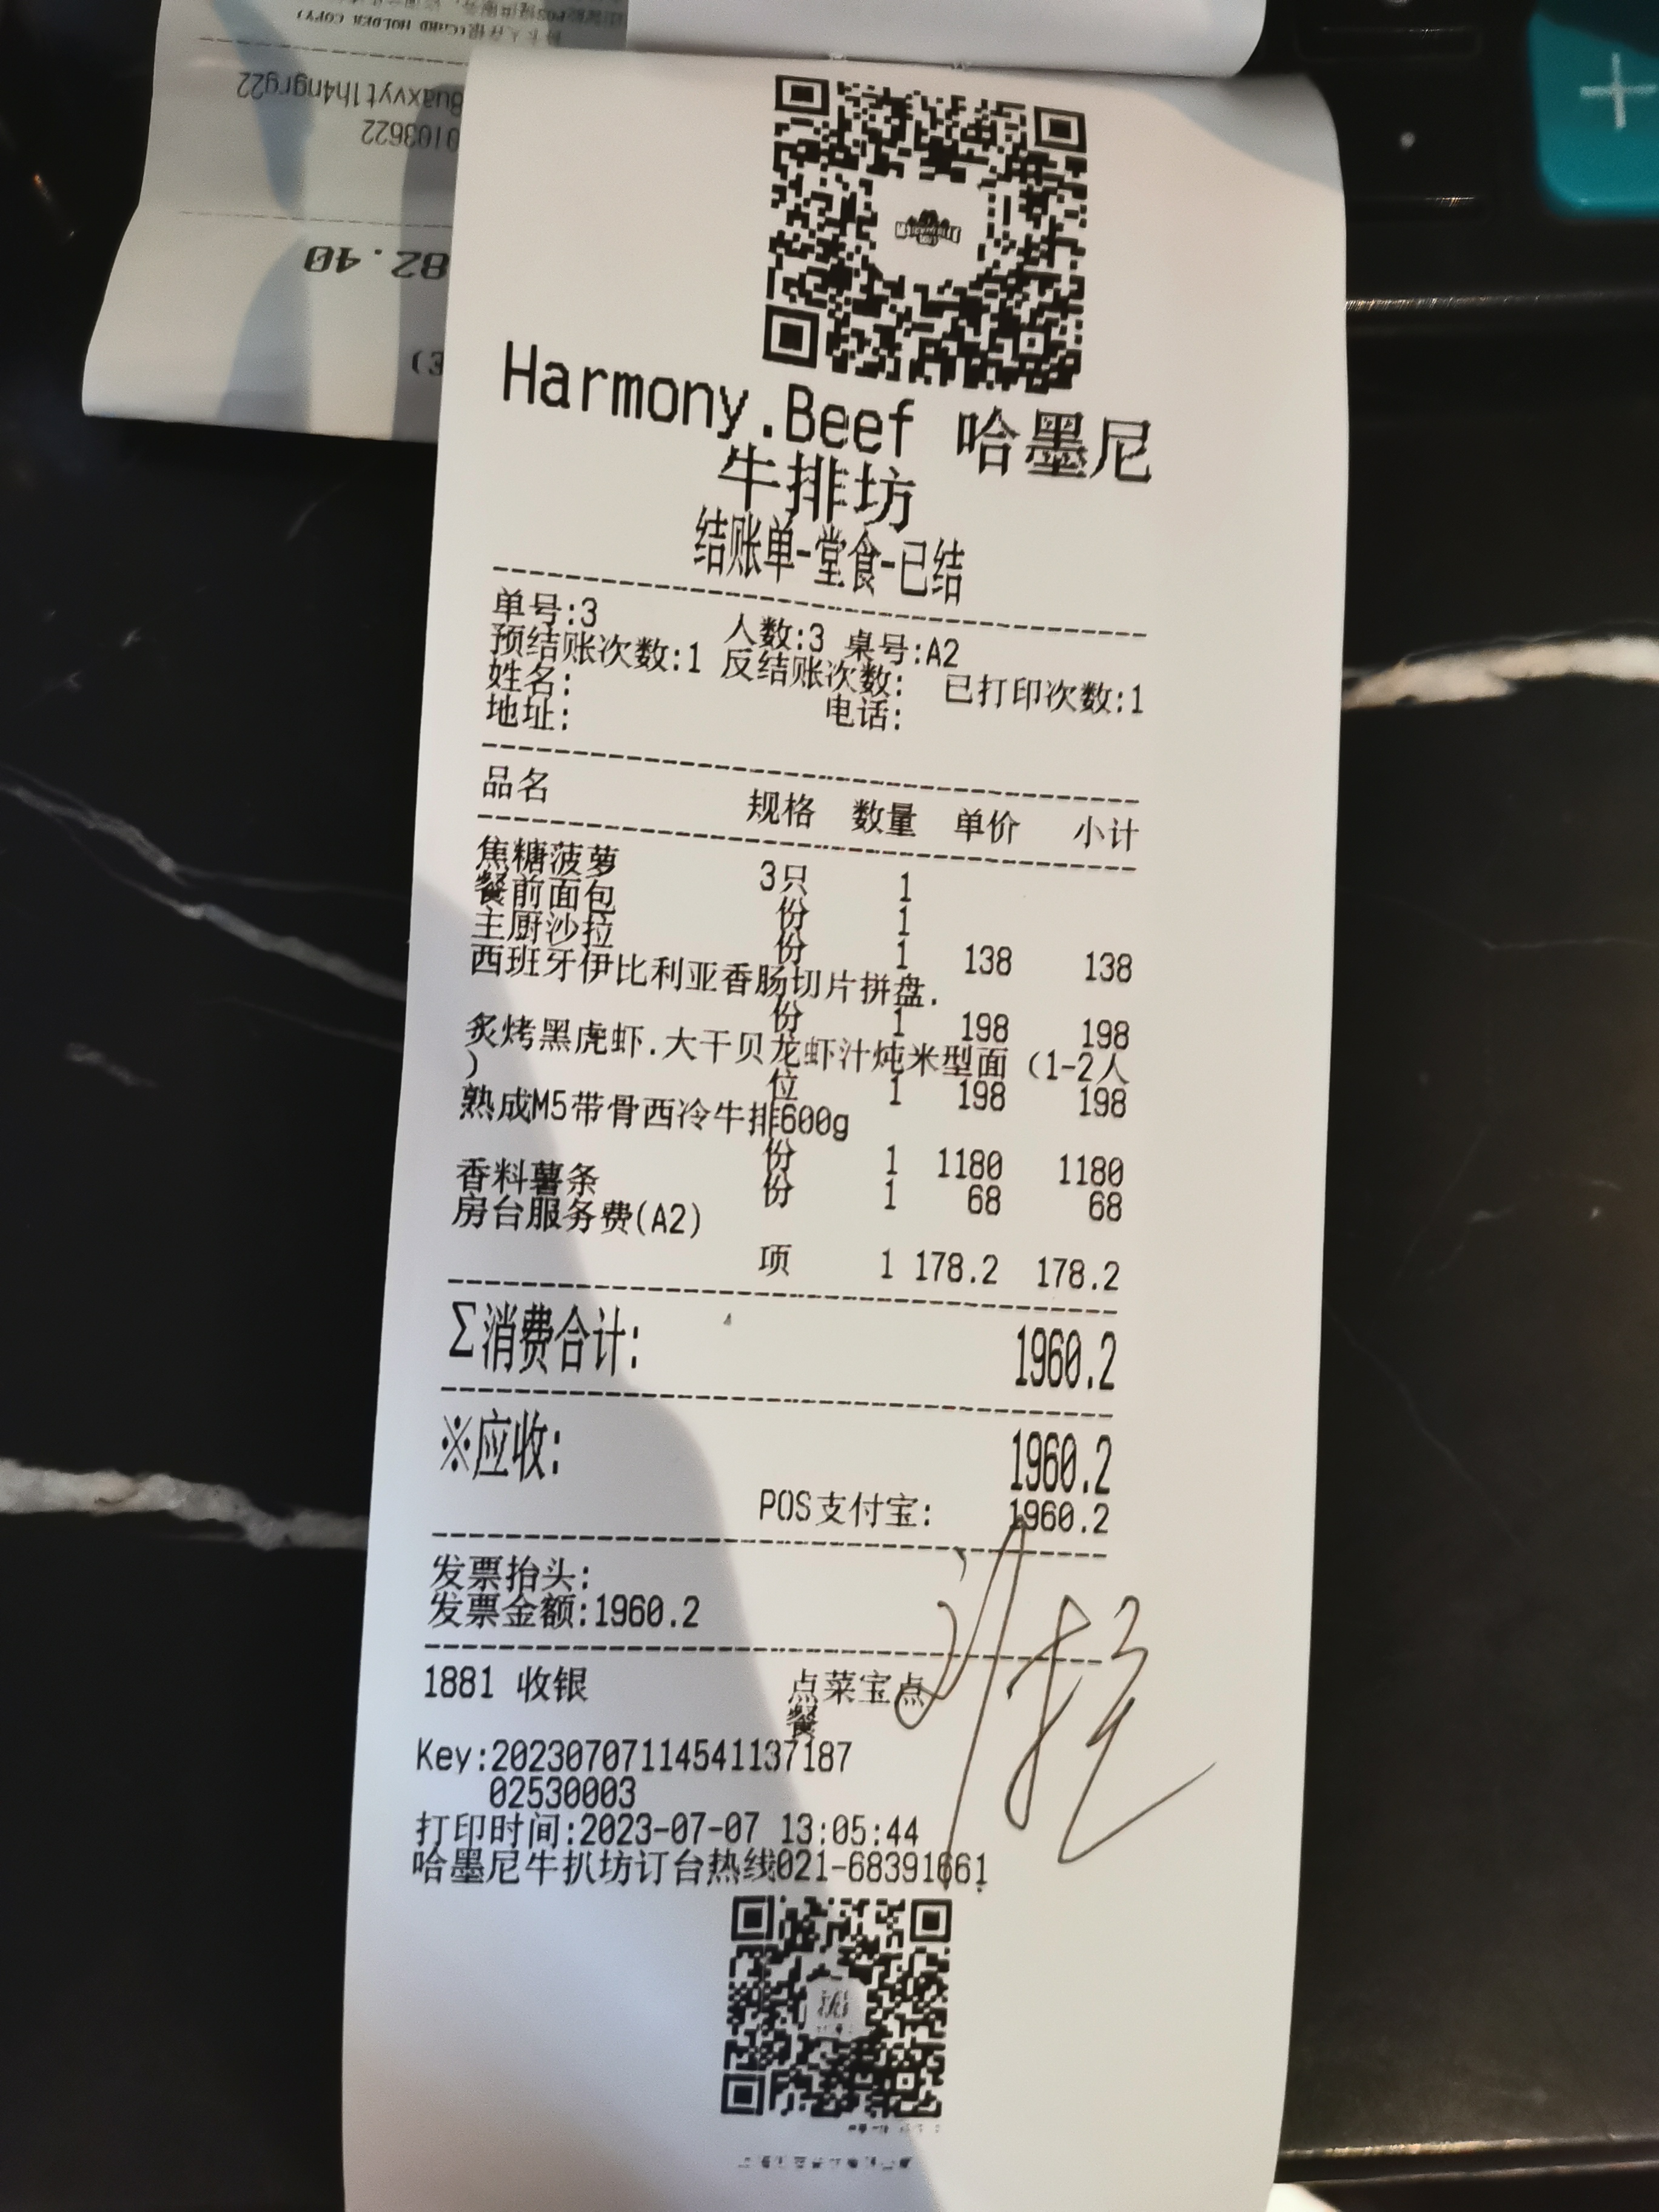 (CARD HOLDER COPY)
uaxvyt1h4ngrg22
0103622
82.40
Harmony.Beef 哈墨尼
牛排坊
结账单-堂食-已结
单号:3 人数:3 桌号:A2
预结账次数:1 反结账次数: 已打印次数:1
姓名: 电话:
地址:
品名 规格 数量 单价 小计
焦糖菠萝 3只 1
餐前面包 份 1
主厨沙拉 份 1 138 138
西班牙伊比利亚香肠切片拼盘.
份 1 198 198
炙烤黑虎虾.大干贝龙虾汁炖米型面（1-2人
） 位 1 198 198
熟成M5带骨西冷牛排600g
份 1 1180 1180
香料薯条 份 1 68 68
房台服务费(A2)
项 1 178.2 178.2
Σ消费合计: 1960.2
※应收: 1960.2
POS支付宝: 1960.2
发票抬头:
发票金额:1960.2
1881 收银 点菜宝点
餐
Key:20230707114541137187
02530003
打印时间:2023-07-07 13:05:44
哈墨尼牛扒坊订台热线021-68391661